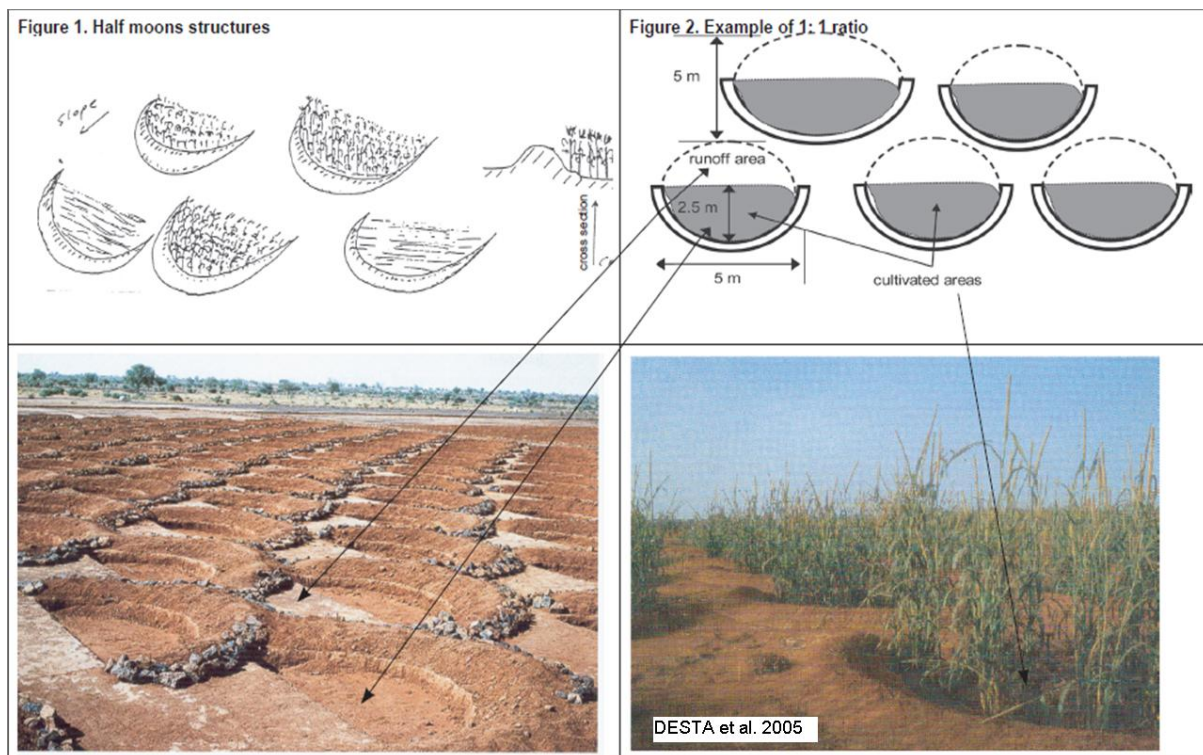 Figure 1. Half moons structures
slope
cross section
Figure 2. Example of 1: 1 ratio
5 m
runoff area
2.5 m
5 m
cultivated areas
DESTA et al. 2005